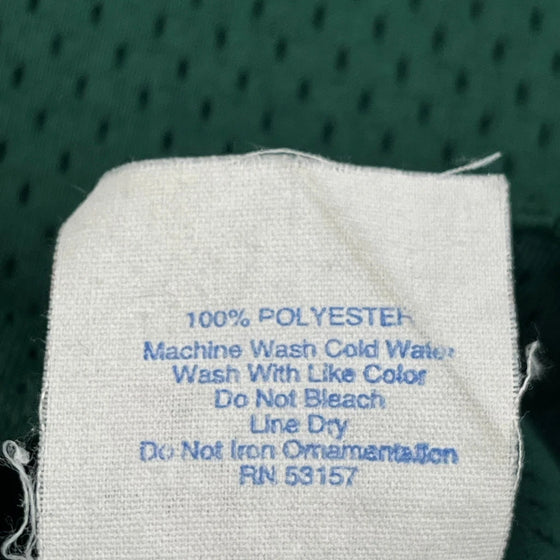 100% POLYESTER
Machine Wash Cold Water
Wash With Like Color
Do Not Bleach
Line Dry
Do Not Iron Ornamentation
RN 53157